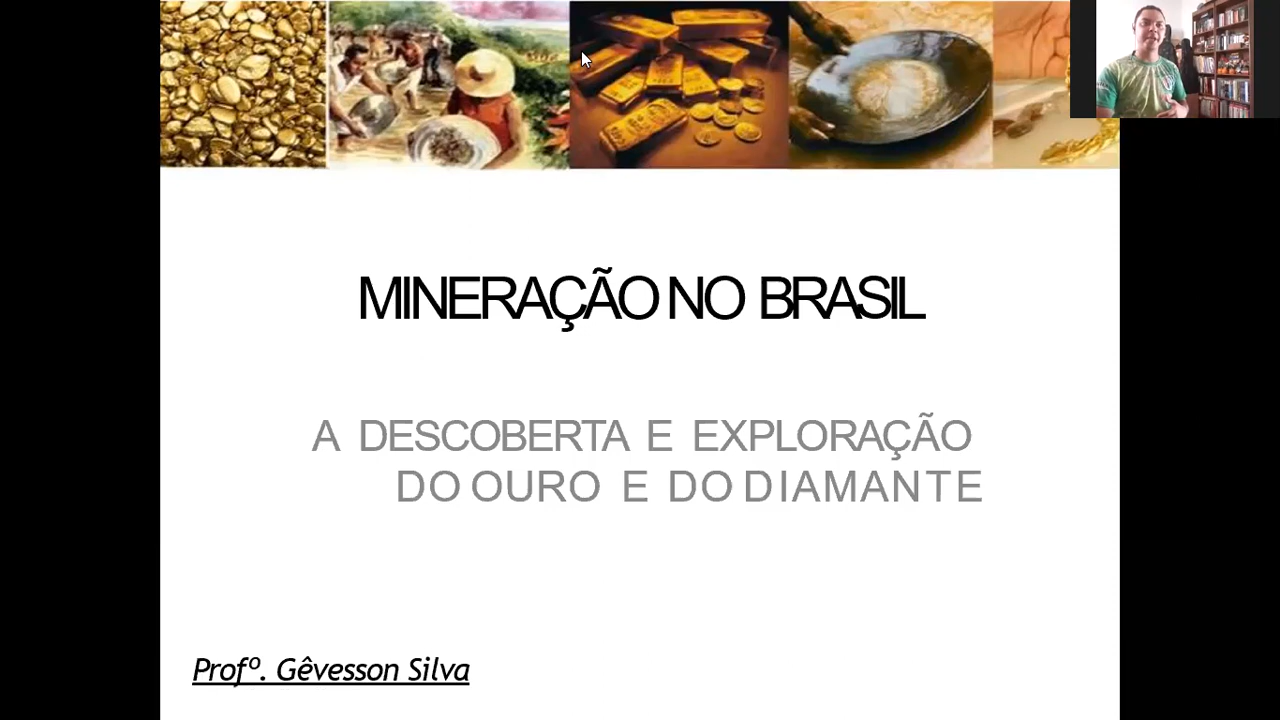 MINERAÇÃO NO BRASIL
A DESCOBERTA E EXPLORAÇÃO
DO OURO E DO DIAMANTE
Profº. Gêvesson Silva